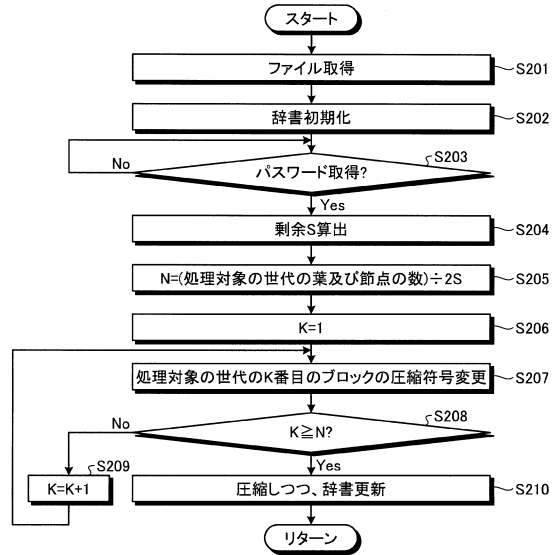 スタート
ファイル取得
S201
辞書初期化
S202
パスワード取得?
S203
No
Yes
剰余S算出
S204
N=(処理対象の世代の葉及び節点の数)÷2S
S205
K=1
S206
処理対象の世代のK番目のブロックの圧縮符号変更
S207
K≧N?
S208
No
Yes
K=K+1
S209
圧縮しつつ、辞書更新
S210
リターン